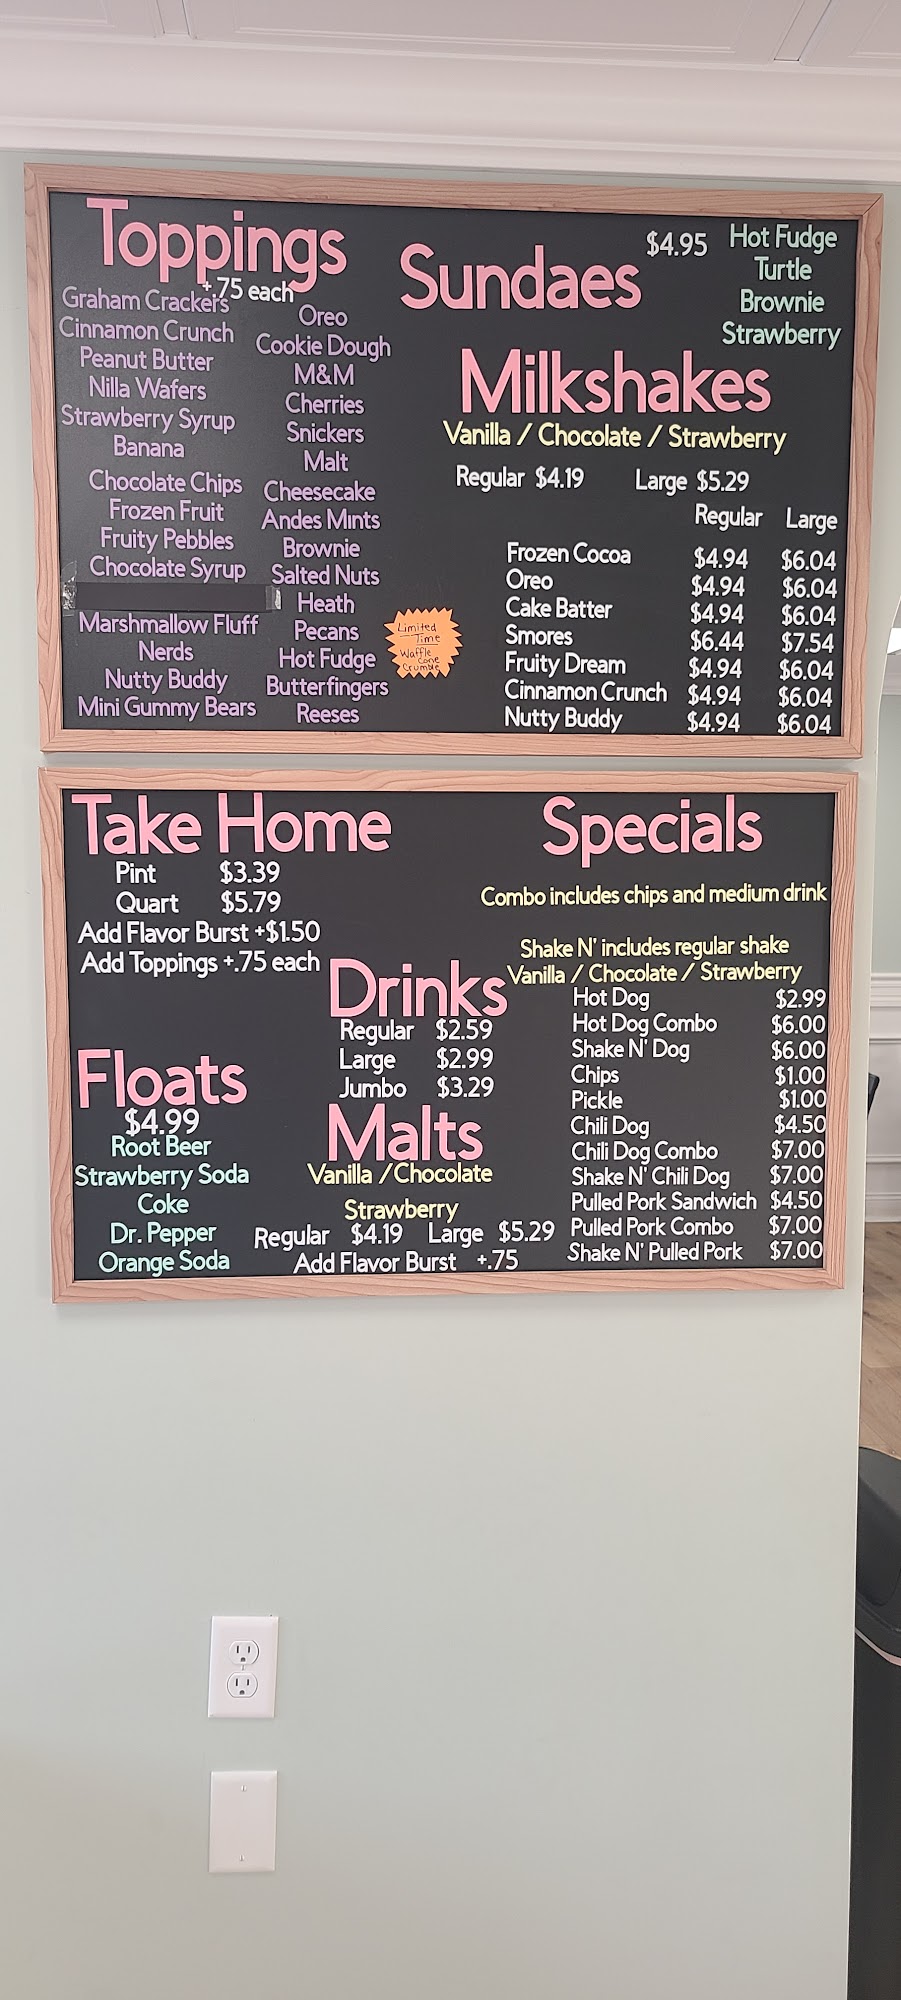 Toppings
+.75 each
Graham Crackers
Cinnamon Crunch
Peanut Butter
Nilla Wafers
Strawberry Syrup
Banana
Chocolate Chips
Frozen Fruit
Fruity Pebbles
Chocolate Syrup
Marshmallow Fluff
Nerds
Nutty Buddy
Mini Gummy Bears
Oreo
Cookie Dough
M&M
Cherries
Snickers
Malt
Cheesecake
Andes Mints
Brownie
Salted Nuts
Heath
Pecans
Hot Fudge
Butterfingers
Reeses
Limited
Time
Waffle
Cone
Crumble
Sundaes $4.95
Hot Fudge
Turtle
Brownie
Strawberry
Milkshakes
Vanilla / Chocolate / Strawberry
Regular $4.19 Large $5.29
Regular Large
Frozen Cocoa $4.94 $6.04
Oreo $4.94 $6.04
Cake Batter $4.94 $6.04
Smores $6.44 $7.54
Fruity Dream $4.94 $6.04
Cinnamon Crunch $4.94 $6.04
Nutty Buddy $4.94 $6.04
Take Home
Pint $3.39
Quart $5.79
Add Flavor Burst +$1.50
Add Toppings +.75 each
Floats
$4.99
Root Beer
Strawberry Soda
Coke
Dr. Pepper
Orange Soda
Drinks
Regular $2.59
Large $2.99
Jumbo $3.29
Malts
Vanilla / Chocolate
Strawberry
Regular $4.19 Large $5.29
Add Flavor Burst +.75
Specials
Combo includes chips and medium drink
Shake N' includes regular shake
Vanilla / Chocolate / Strawberry
Hot Dog $2.99
Hot Dog Combo $6.00
Shake N' Dog $6.00
Chips $1.00
Pickle $1.00
Chili Dog $4.50
Chili Dog Combo $7.00
Shake N' Chili Dog $7.00
Pulled Pork Sandwich $4.50
Pulled Pork Combo $7.00
Shake N' Pulled Pork $7.00